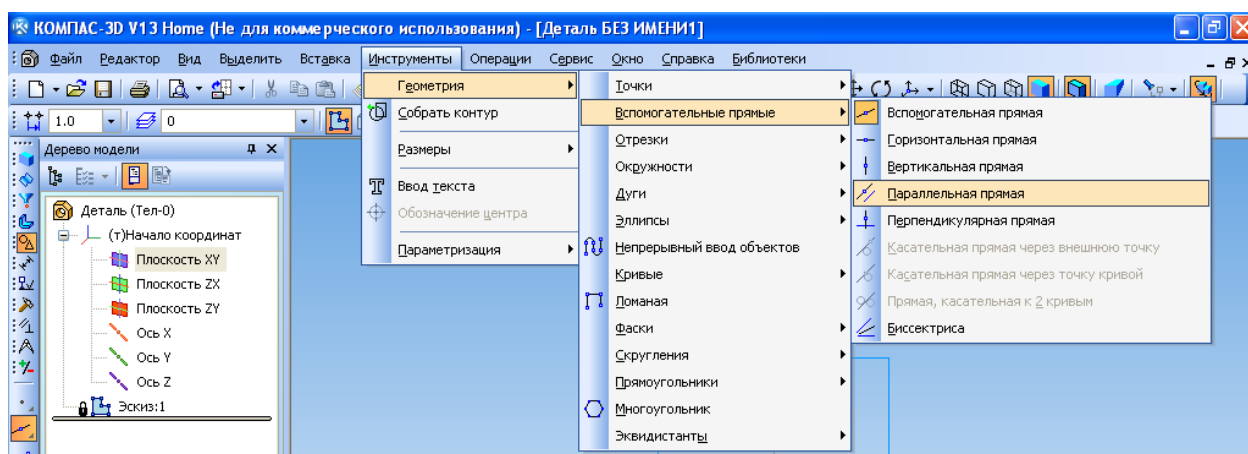 КОМПАС-3D V13 Home (Не для коммерческого использования) - [Деталь БЕЗ ИМЕНИ1]
Файл Редактор Вид Выделить Вставка Инструменты Операции Сервис Окно Справка Библиотеки
1.0 0
Дерево модели
Деталь (Тел-0)
(т)Начало координат
Плоскость XY
Плоскость ZX
Плоскость ZY
Ось X
Ось Y
Ось Z
Эскиз:1
Геометрия
Собрать контур
Размеры
Ввод текста
Обозначение центра
Параметризация
Точки
Вспомогательные прямые
Отрезки
Окружности
Дуги
Эллипсы
Непрерывный ввод объектов
Кривые
Ломаная
Фаски
Скругления
Прямоугольники
Многоугольник
Эквидистанты
Вспомогательная прямая
Горизонтальная прямая
Вертикальная прямая
Параллельная прямая
Перпендикулярная прямая
Касательная прямая через внешнюю точку
Касательная прямая через точку кривой
Прямая, касательная к 2 кривым
Биссектриса